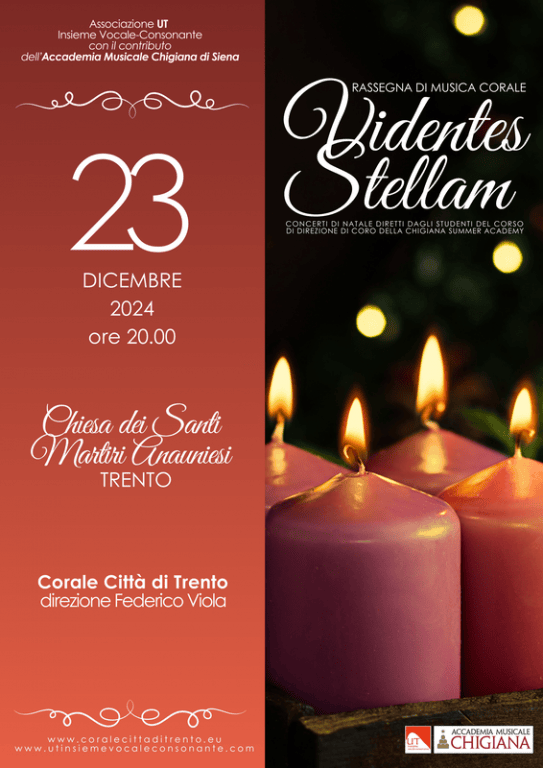 Associazione UT
Insieme Vocale-Consonante
con il contributo
dell'Accademia Musicale Chigiana di Siena
23
DICEMBRE
2024
ore 20.00
Chiesa dei Santi
Martiri Anauniesi
TRENTO
Corale Città di Trento
direzione Federico Viola
www.coralecittaditrento.eu
www.utinsiemevocaleconsonante.com
RASSEGNA DI MUSICA CORALE
Videntes
Stellam
CONCERTI DI NATALE DIRETTI DAGLI STUDENTI DEL CORSO
DI DIREZIONE DI CORO DELLA CHIGIANA SUMMER ACADEMY
UT
ACCADEMIA MUSICALE
CHIGIANA